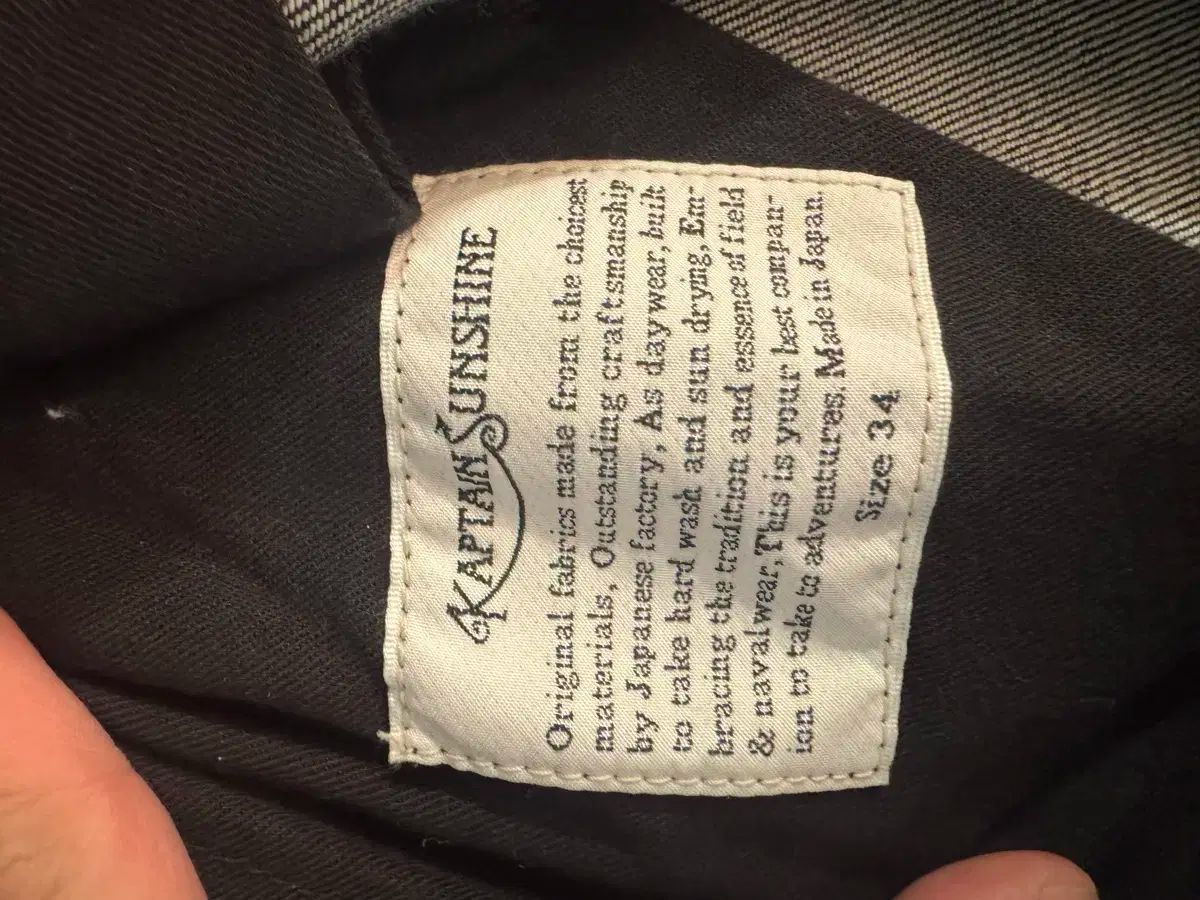 KAPTAIN SUNSHINE
Original fabrics made from the choicest
materials, Outstanding craftsmanship
by Japanese factory, As daywear, built
to take hard wash and sun drying, Em-
bracing the tradition and essence of field
& navalwear, This is your best compan-
ion to take to adventures. Made in Japan.
Size 34